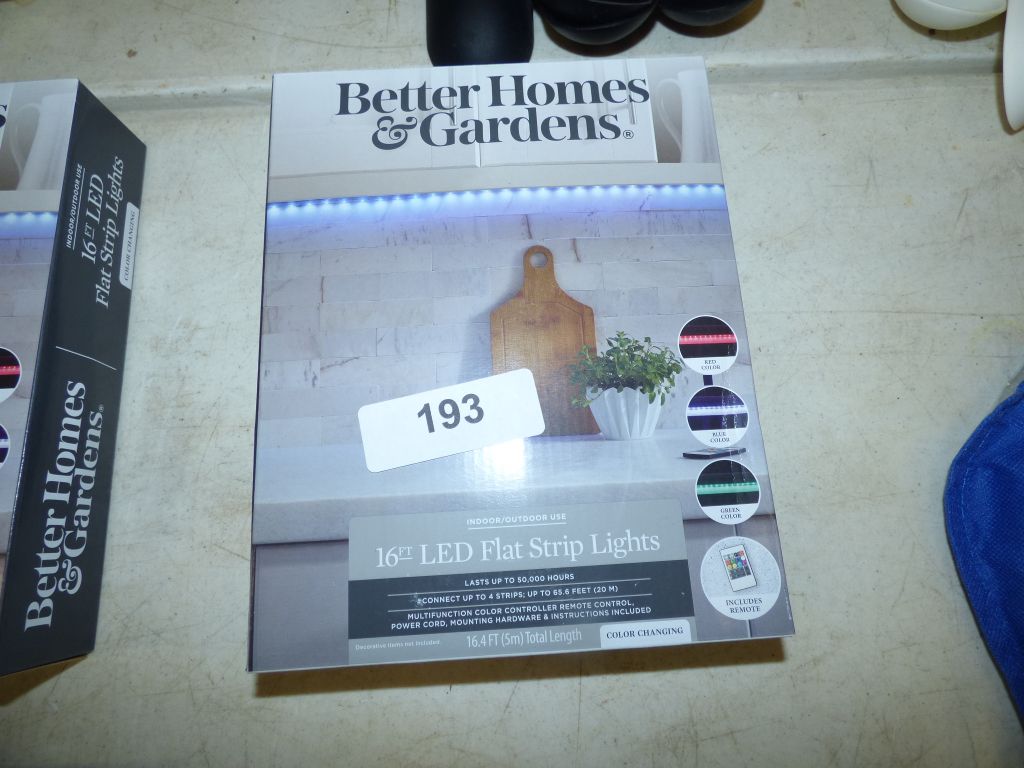 Better Homes
&Gardens®
193
RED
COLOR
BLUE
COLOR
GREEN
COLOR
INCLUDES
REMOTE
INDOOR/OUTDOOR USE
16FT LED Flat Strip Lights
LASTS UP TO 50,000 HOURS
CONNECT UP TO 4 STRIPS; UP TO 65.6 FEET (20 M)
MULTIFUNCTION COLOR CONTROLLER REMOTE CONTROL,
POWER CORD, MOUNTING HARDWARE & INSTRUCTIONS INCLUDED
Decorative items not included.
16.4 FT (5m) Total Length
COLOR CHANGING
INDOOR/OUTDOOR USE
16FT LED
Flat Strip Lights
COLOR CHANGING
Better Homes
&Gardens®